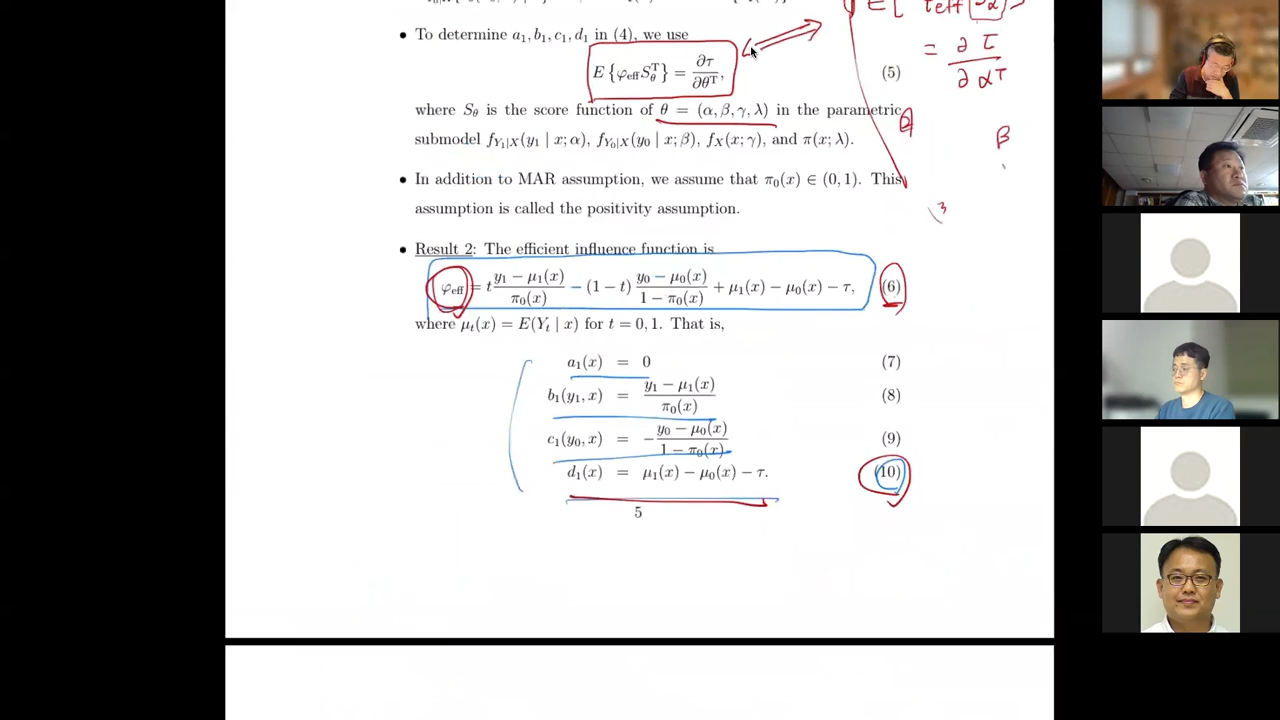 • To determine a₁, b₁, c₁, d₁ in (4), we use
E {φ_eff S_θ^T} = ∂τ/∂θ^T, (5)
= ∂τ/∂α^T
where S_θ is the score function of θ = (α, β, γ, λ) in the parametric
submodel f_{Y₁|X}(y₁ | x; α), f_{Y₀|X}(y₀ | x; β), f_X(x; γ), and π(x; λ).
β
• In addition to MAR assumption, we assume that π₀(x) ∈ (0, 1). This
assumption is called the positivity assumption.
• Result 2: The efficient influence function is
φ_eff = t (y₁ − μ₁(x))/π₀(x) − (1 − t) (y₀ − μ₀(x))/(1 − π₀(x)) + μ₁(x) − μ₀(x) − τ, (6)
where μ_t(x) = E(Y_t | x) for t = 0, 1. That is,
a₁(x) = 0 (7)
b₁(y₁, x) = (y₁ − μ₁(x))/π₀(x) (8)
c₁(y₀, x) = −(y₀ − μ₀(x))/(1 − π₀(x)) (9)
d₁(x) = μ₁(x) − μ₀(x) − τ. (10)
5